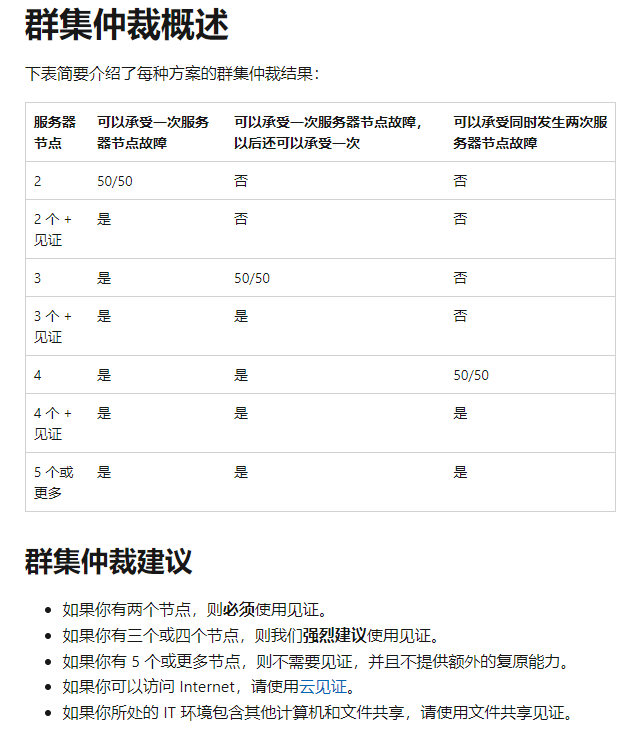 群集仲裁概述
下表简要介绍了每种方案的群集仲裁结果：
服务器 可以承受一次服务 可以承受一次服务器节点故障， 可以承受同时发生两次服
节点 器节点故障 以后还可以承受一次 务器节点故障
2 50/50 否 否
2 个 + 是 否 否
见证
3 是 50/50 否
3 个 + 是 是 否
见证
4 是 是 50/50
4 个 + 是 是 是
见证
5 个或 是 是 是
更多
群集仲裁建议
• 如果你有两个节点，则必须使用见证。
• 如果你有三个或四个节点，则我们强烈建议使用见证。
• 如果你有 5 个或更多节点，则不需要见证，并且不提供额外的复原能力。
• 如果你可以访问 Internet，请使用云见证。
• 如果你所处的 IT 环境包含其他计算机和文件共享，请使用文件共享见证。